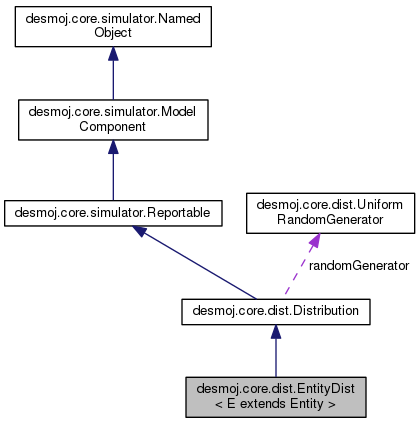 desmoj.core.simulator.Named
Object
desmoj.core.simulator.Model
Component
desmoj.core.simulator.Reportable
desmoj.core.dist.Uniform
RandomGenerator
randomGenerator
desmoj.core.dist.Distribution
desmoj.core.dist.EntityDist
< E extends Entity >